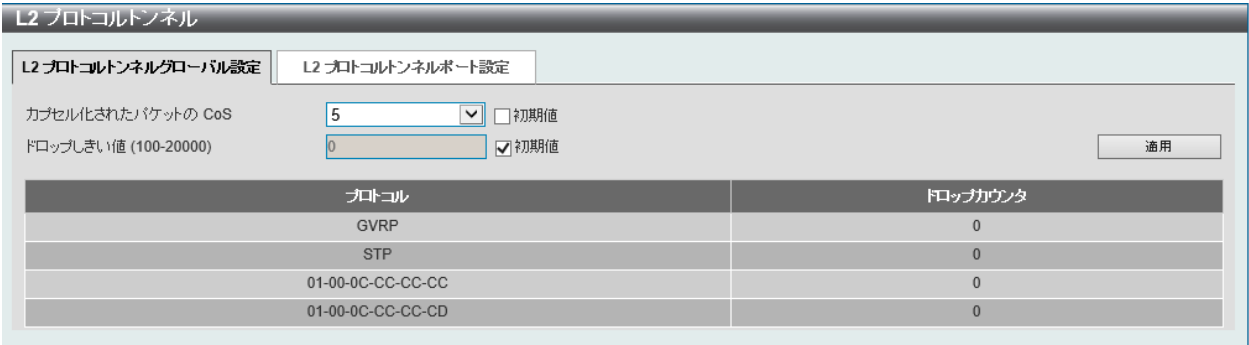 L2 プロトコルトンネル
L2 プロトコルトンネルグローバル設定
L2 プロトコルトンネルポート設定
カプセル化されたパケットの CoS
5
初期値
ドロップしきい値 (100-20000)
0
初期値
適用
プロトコル
ドロップカウンタ
GVRP
0
STP
0
01-00-0C-CC-CC-CC
0
01-00-0C-CC-CC-CD
0